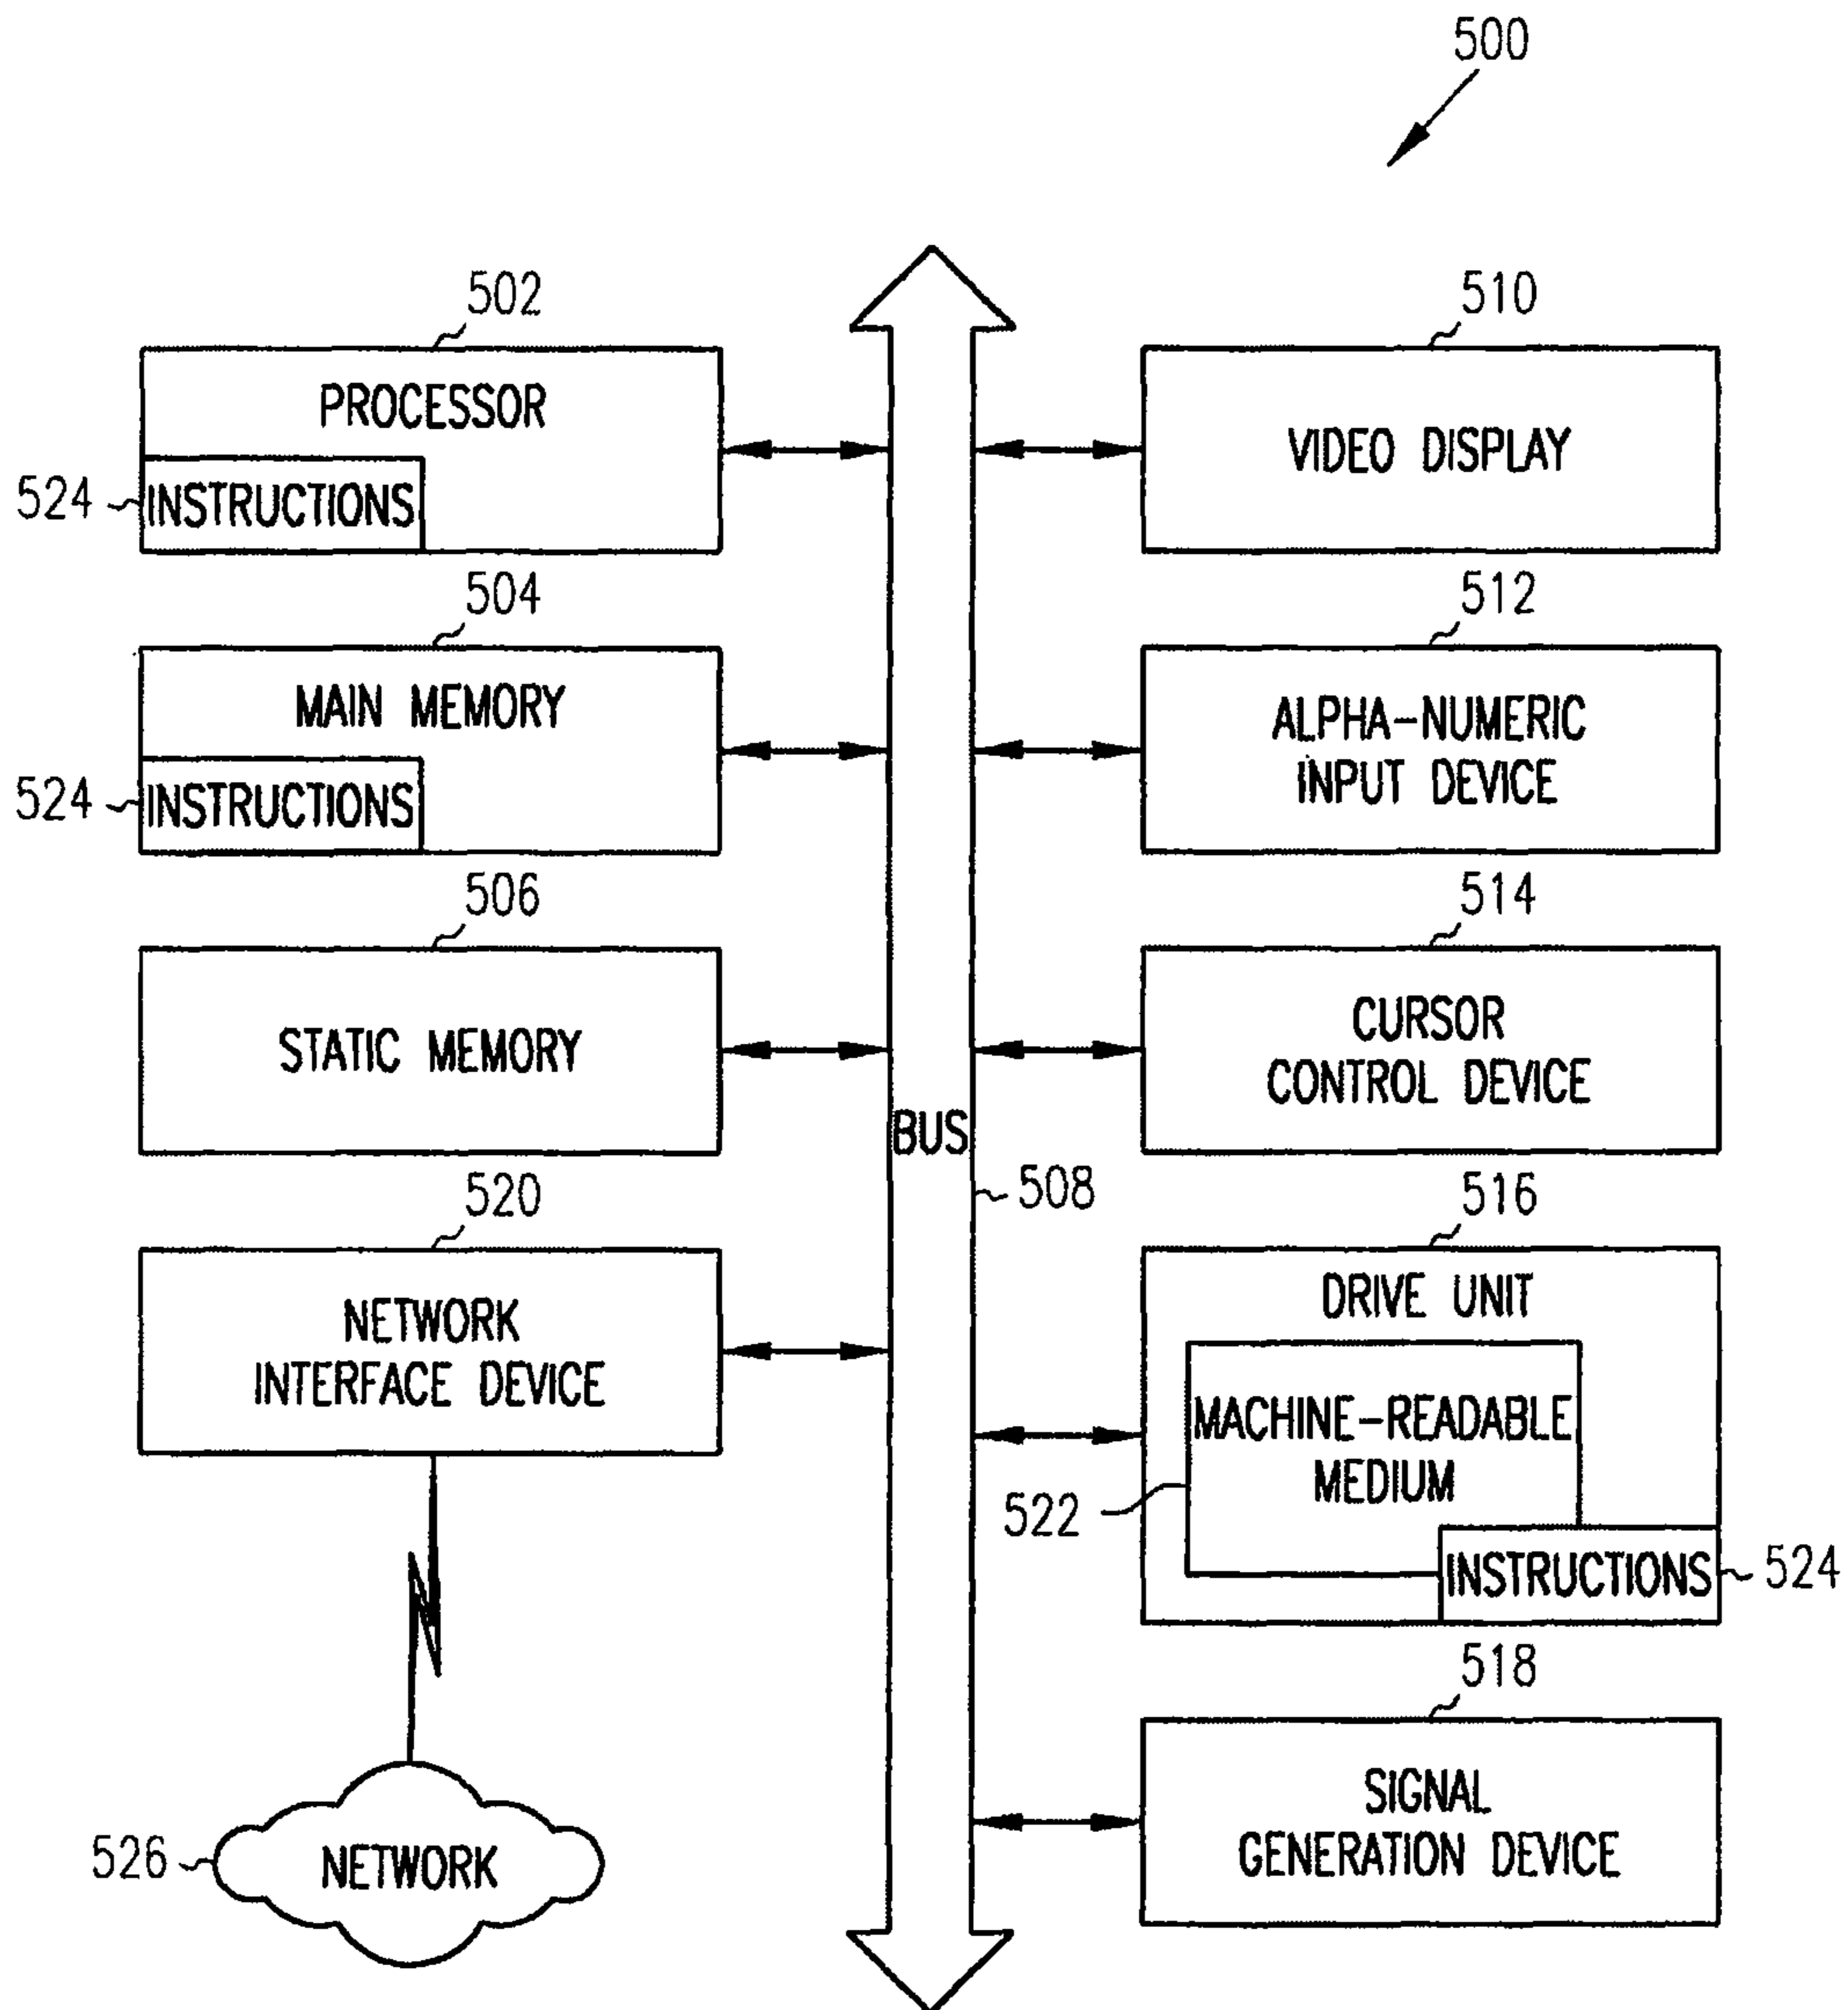 500
502
PROCESSOR
524
INSTRUCTIONS
504
MAIN MEMORY
524
INSTRUCTIONS
506
STATIC MEMORY
520
NETWORK
INTERFACE DEVICE
526
NETWORK
BUS
508
510
VIDEO DISPLAY
512
ALPHA-NUMERIC
INPUT DEVICE
514
CURSOR
CONTROL DEVICE
516
DRIVE UNIT
MACHINE-READABLE
MEDIUM
522
INSTRUCTIONS
524
518
SIGNAL
GENERATION DEVICE